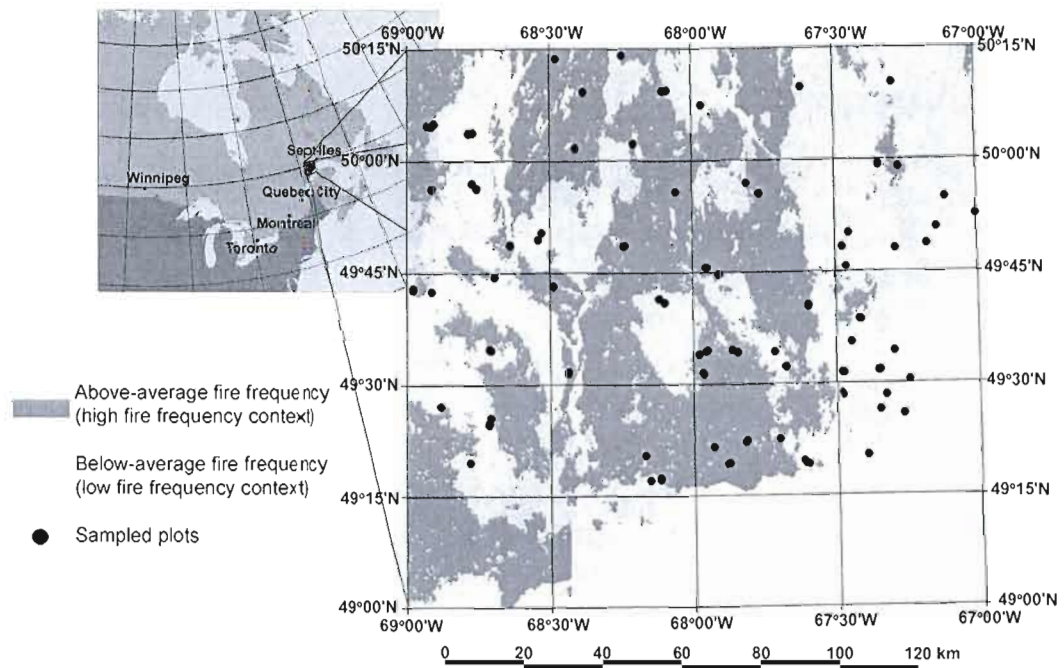 69°00'W 68°30'W 68°00'W 67°30'W 67°00'W
50°15'N 50°15'N
50°00'N 50°00'N
49°45'N 49°45'N
49°30'N 49°30'N
49°15'N 49°15'N
49°00'N 49°00'N
69°00'W 68°30'W 68°00'W 67°30'W 67°00'W
Sept-Iles
Winnipeg
Quebec City
Montreal
Toronto
Above-average fire frequency
(high fire frequency context)
Below-average fire frequency
(low fire frequency context)
Sampled plots
0 20 40 60 80 100 120 km